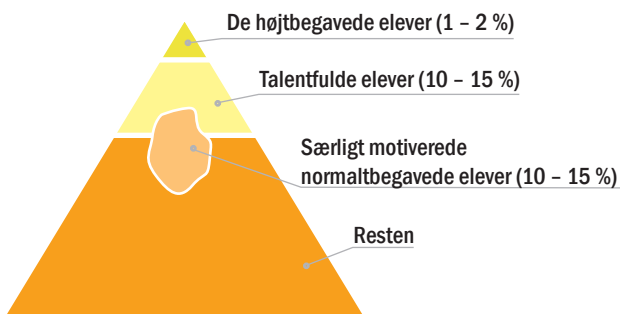 De højtbegavede elever (1 – 2 %)
Talentfulde elever (10 – 15 %)
Særligt motiverede
normaltbegavede elever (10 – 15 %)
Resten